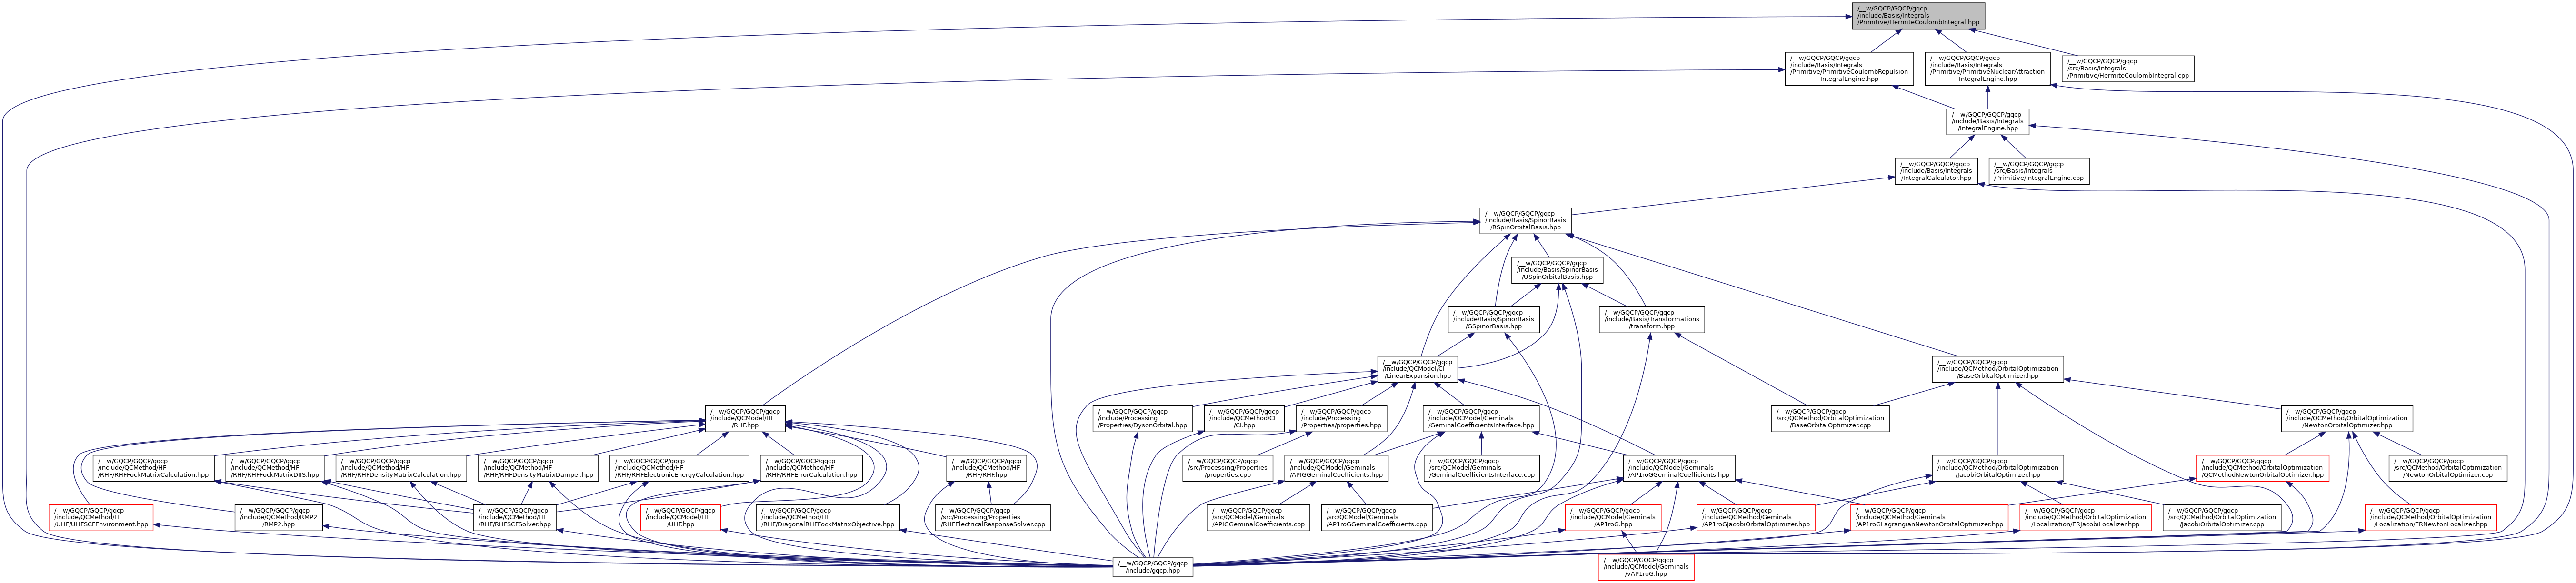 /__w/GQCP/GQCP/gqcp
/include/Basis/Integrals
/Primitive/HermiteCoulombIntegral.hpp
/__w/GQCP/GQCP/gqcp
/include/Basis/Integrals
/Primitive/PrimitiveCoulombRepulsion
IntegralEngine.hpp
/__w/GQCP/GQCP/gqcp
/include/Basis/Integrals
/Primitive/PrimitiveNuclearAttraction
IntegralEngine.hpp
/__w/GQCP/GQCP/gqcp
/src/Basis/Integrals
/Primitive/HermiteCoulombIntegral.cpp
/__w/GQCP/GQCP/gqcp
/include/Basis/Integrals
/IntegralEngine.hpp
/__w/GQCP/GQCP/gqcp
/include/Basis/Integrals
/IntegralCalculator.hpp
/__w/GQCP/GQCP/gqcp
/src/Basis/Integrals
/Primitive/IntegralEngine.cpp
/__w/GQCP/GQCP/gqcp
/include/Basis/SpinorBasis
/RSpinOrbitalBasis.hpp
/__w/GQCP/GQCP/gqcp
/include/Basis/SpinorBasis
/USpinOrbitalBasis.hpp
/__w/GQCP/GQCP/gqcp
/include/Basis/SpinorBasis
/GSpinorBasis.hpp
/__w/GQCP/GQCP/gqcp
/include/Basis/Transformations
/transform.hpp
/__w/GQCP/GQCP/gqcp
/include/QCModel/CI
/LinearExpansion.hpp
/__w/GQCP/GQCP/gqcp
/include/QCMethod/OrbitalOptimization
/BaseOrbitalOptimizer.hpp
/__w/GQCP/GQCP/gqcp
/include/QCModel/HF
/RHF.hpp
/__w/GQCP/GQCP/gqcp
/include/Processing
/Properties/DysonOrbital.hpp
/__w/GQCP/GQCP/gqcp
/include/QCMethod/CI
/CI.hpp
/__w/GQCP/GQCP/gqcp
/include/Processing
/Properties/properties.hpp
/__w/GQCP/GQCP/gqcp
/include/QCModel/Geminals
/GeminalCoefficientsInterface.hpp
/__w/GQCP/GQCP/gqcp
/src/QCMethod/OrbitalOptimization
/BaseOrbitalOptimizer.cpp
/__w/GQCP/GQCP/gqcp
/include/QCMethod/OrbitalOptimization
/NewtonOrbitalOptimizer.hpp
/__w/GQCP/GQCP/gqcp
/include/QCMethod/HF
/RHF/RHFFockMatrixCalculation.hpp
/__w/GQCP/GQCP/gqcp
/include/QCMethod/HF
/RHF/RHFFockMatrixDIIS.hpp
/__w/GQCP/GQCP/gqcp
/include/QCMethod/HF
/RHF/RHFDensityMatrixCalculation.hpp
/__w/GQCP/GQCP/gqcp
/include/QCMethod/HF
/RHF/RHFDensityMatrixDamper.hpp
/__w/GQCP/GQCP/gqcp
/include/QCMethod/HF
/RHF/RHFElectronicEnergyCalculation.hpp
/__w/GQCP/GQCP/gqcp
/include/QCMethod/HF
/RHF/RHFErrorCalculation.hpp
/__w/GQCP/GQCP/gqcp
/include/QCMethod/HF
/RHF/RHF.hpp
/__w/GQCP/GQCP/gqcp
/src/Processing/Properties
/properties.cpp
/__w/GQCP/GQCP/gqcp
/include/QCModel/Geminals
/APIGGeminalCoefficients.hpp
/__w/GQCP/GQCP/gqcp
/src/QCModel/Geminals
/GeminalCoefficientsInterface.cpp
/__w/GQCP/GQCP/gqcp
/include/QCModel/Geminals
/AP1roGGeminalCoefficients.hpp
/__w/GQCP/GQCP/gqcp
/include/QCMethod/OrbitalOptimization
/JacobiOrbitalOptimizer.hpp
/__w/GQCP/GQCP/gqcp
/include/QCMethod/OrbitalOptimization
/QCMethodNewtonOrbitalOptimizer.hpp
/__w/GQCP/GQCP/gqcp
/src/QCMethod/OrbitalOptimization
/NewtonOrbitalOptimizer.cpp
/__w/GQCP/GQCP/gqcp
/include/QCMethod/HF
/UHF/UHFSCFEnvironment.hpp
/__w/GQCP/GQCP/gqcp
/include/QCMethod/RMP2
/RMP2.hpp
/__w/GQCP/GQCP/gqcp
/include/QCMethod/HF
/RHF/RHFSCFSolver.hpp
/__w/GQCP/GQCP/gqcp
/include/QCModel/HF
/UHF.hpp
/__w/GQCP/GQCP/gqcp
/include/QCMethod/HF
/RHF/DiagonalRHFFockMatrixObjective.hpp
/__w/GQCP/GQCP/gqcp
/src/Processing/Properties
/RHFElectricalResponseSolver.cpp
/__w/GQCP/GQCP/gqcp
/src/QCModel/Geminals
/APIGGeminalCoefficients.cpp
/__w/GQCP/GQCP/gqcp
/src/QCModel/Geminals
/AP1roGGeminalCoefficients.cpp
/__w/GQCP/GQCP/gqcp
/include/QCModel/Geminals
/AP1roG.hpp
/__w/GQCP/GQCP/gqcp
/include/QCMethod/Geminals
/AP1roGJacobiOrbitalOptimizer.hpp
/__w/GQCP/GQCP/gqcp
/include/QCMethod/Geminals
/AP1roGLagrangianNewtonOrbitalOptimizer.hpp
/__w/GQCP/GQCP/gqcp
/include/QCMethod/OrbitalOptimization
/Localization/ERJacobiLocalizer.hpp
/__w/GQCP/GQCP/gqcp
/src/QCMethod/OrbitalOptimization
/JacobiOrbitalOptimizer.cpp
/__w/GQCP/GQCP/gqcp
/include/QCMethod/OrbitalOptimization
/Localization/ERNewtonLocalizer.hpp
/__w/GQCP/GQCP/gqcp
/include/gqcp.hpp
/__w/GQCP/GQCP/gqcp
/include/QCModel/Geminals
/vAP1roG.hpp